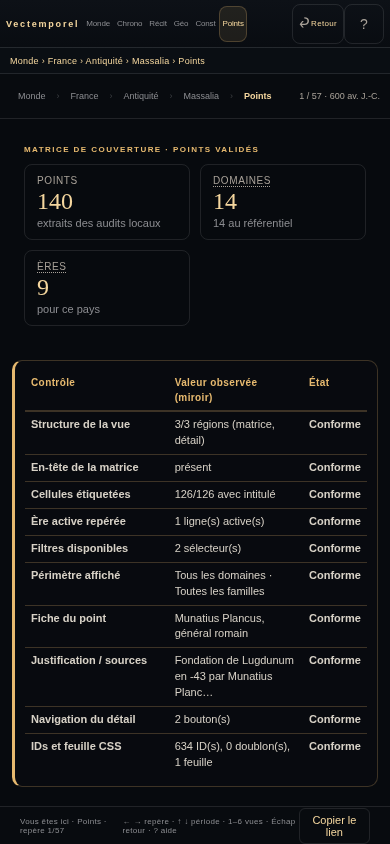 Vectemporel Monde Chrono Récit Géo Const Points Retour ?
Monde › France › Antiquité › Massalia › Points
Monde › France › Antiquité › Massalia › Points 1 / 57 · 600 av. J.-C.
MATRICE DE COUVERTURE · POINTS VALIDÉS
POINTS
140
extraits des audits locaux
DOMAINES
14
14 au référentiel
ÈRES
9
pour ce pays
Contrôle Valeur observée (miroir) État
Structure de la vue 3/3 régions (matrice, détail) Conforme
En-tête de la matrice présent Conforme
Cellules étiquetées 126/126 avec intitulé Conforme
Ère active repérée 1 ligne(s) active(s) Conforme
Filtres disponibles 2 sélecteur(s) Conforme
Périmètre affiché Tous les domaines · Toutes les familles Conforme
Fiche du point Munatius Plancus, général romain Conforme
Justification / sources Fondation de Lugdunum en -43 par Munatius Planc… Conforme
Navigation du détail 2 bouton(s) Conforme
IDs et feuille CSS 634 ID(s), 0 doublon(s), 1 feuille Conforme
Vous êtes ici · Points · repère 1/57
← → repère · ↑ ↓ période · 1–6 vues · Échap retour · ? aide
Copier le lien